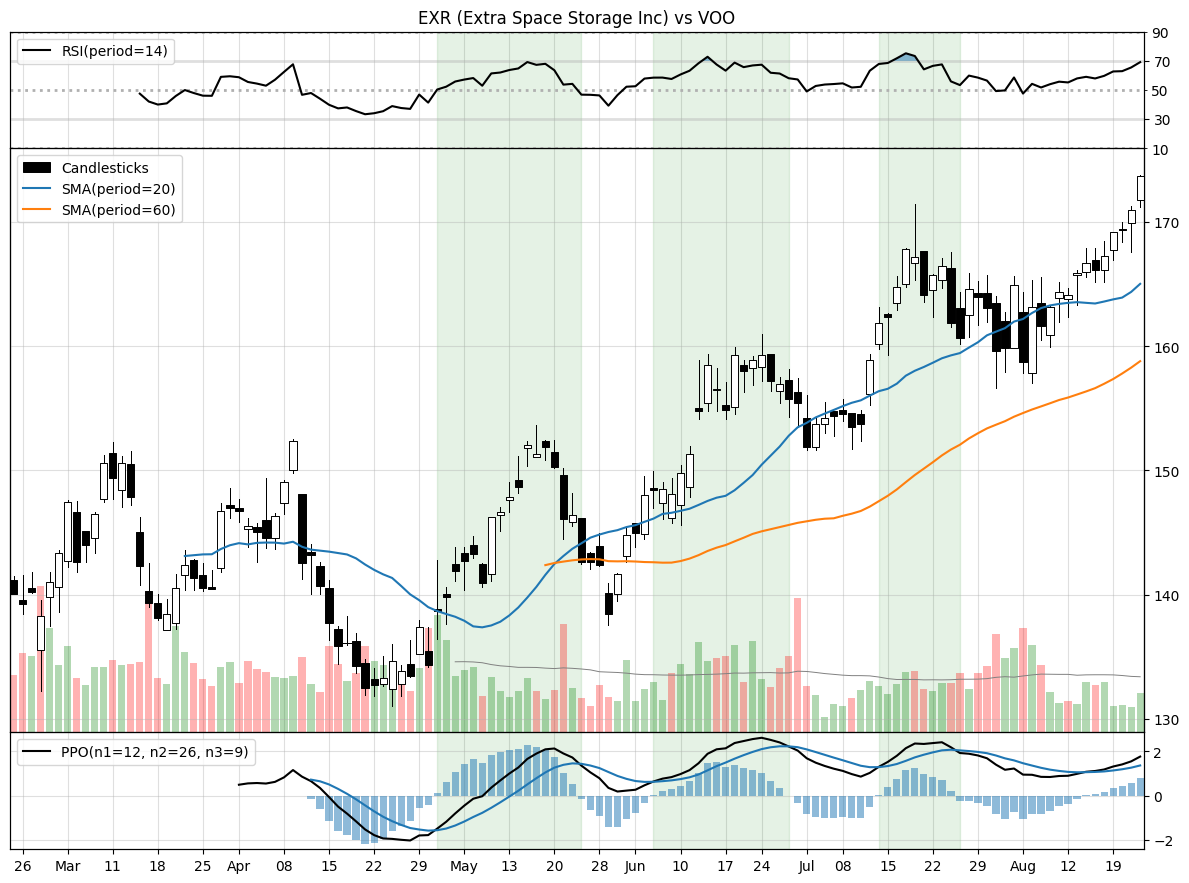 EXR (Extra Space Storage Inc) vs VOO
RSI(period=14)
90
70
50
30
10
Candlesticks
SMA(period=20)
SMA(period=60)
170
160
150
140
130
PPO(n1=12, n2=26, n3=9)
2
0
−2
26 Mar 11 18 25 Apr 08 15 22 29 May 13 20 28 Jun 10 17 24 Jul 08 15 22 29 Aug 12 19